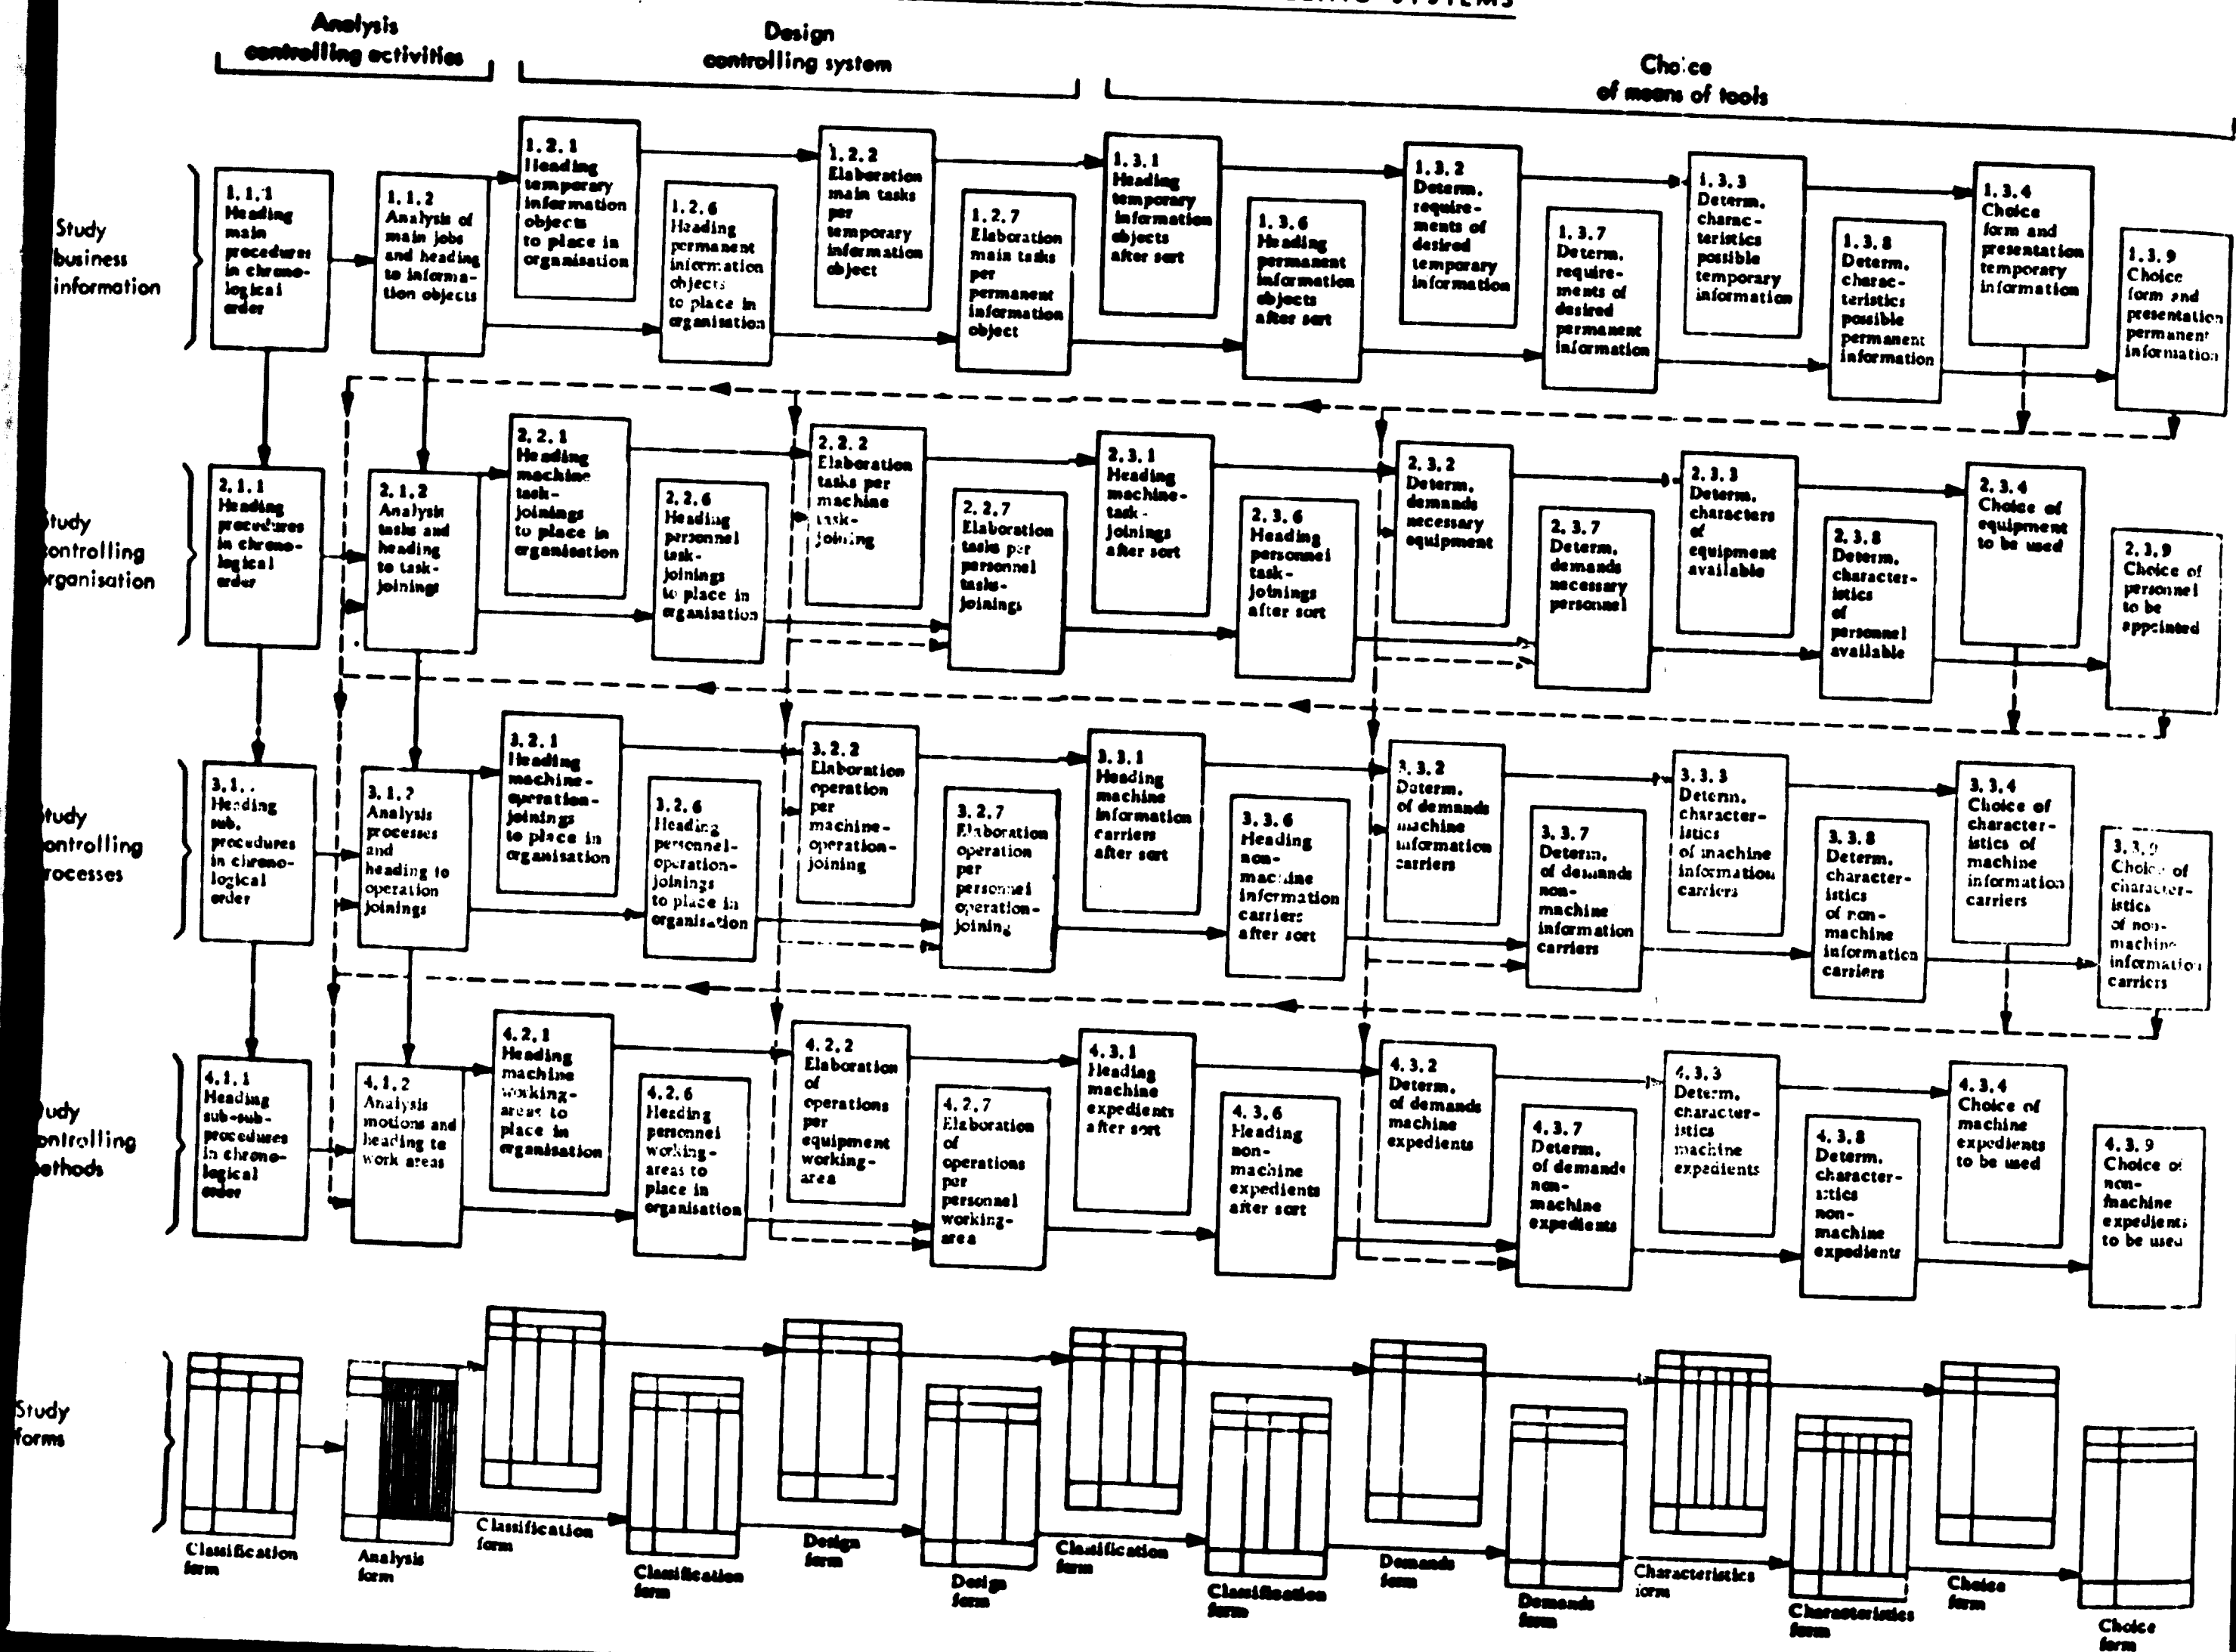 SYSTEMS
Analysis
controlling activities
Design
controlling system
Choice
of means of tools
Study
business
information
1.1.1
Heading
main
procedures
in chrono-
logical
order
1.1.2
Analysis of
main jobs
and heading
to informa-
tion objects
1.2.1
Heading
temporary
information
objects
to place in
organisation
1.2.6
Heading
permanent
information
objects
to place in
organisation
1.2.2
Elaboration
main tasks
per
temporary
information
object
1.2.7
Elaboration
main tasks
per
permanent
information
object
1.3.1
Heading
temporary
information
objects
after sort
1.3.6
Heading
permanent
information
objects
after sort
1.3.2
Determ.
require-
ments of
desired
temporary
information
1.3.7
Determ.
require-
ments of
desired
permanent
information
1.3.3
Determ.
charac-
teristics
possible
temporary
information
1.3.8
Determ.
charac-
teristics
possible
permanent
information
1.3.4
Choice
form and
presentation
temporary
information
1.3.9
Choice
form and
presentation
permanent
information
tudy
ontrolling
rganisation
2.1.1
Heading
procedures
in chrono-
logical
order
2.1.2
Analysis
tasks and
heading
to task-
joinings
2.2.1
Heading
machine
task-
joinings
to place in
organisation
2.2.6
Heading
personnel
task-
joinings
to place in
organisation
2.2.2
Elaboration
tasks per
machine
task-
joining
2.2.7
Elaboration
tasks per
personnel
tasks-
joinings
2.3.1
Heading
machine-
task-
joinings
after sort
2.3.6
Heading
personnel
task-
joinings
after sort
2.3.2
Determ.
demands
necessary
equipment
2.3.7
Determ.
demands
necessary
personnel
2.3.3
Determ.
characters
of
equipment
available
2.3.8
Determ.
character-
istics
of
personnel
available
2.3.4
Choice of
equipment
to be used
2.3.9
Choice of
personnel
to be
appointed
tudy
ontrolling
rocesses
3.1.
Heading
sub.
procedures
in chrono-
logical
order
3.1.2
Analysis
processes
and
heading to
operation
joinings
3.2.1
Heading
machine-
operation-
joinings
to place in
organisation
3.2.6
Heading
personnel-
operation-
joinings
to place in
organisation
3.2.2
Elaboration
operation
per
machine-
operation-
joining
3.2.7
Elaboration
operation
per
personnel
operation-
joining
3.3.1
Heading
machine
information
carriers
after sort
3.3.6
Heading
non-
machine
information
carriers
after sort
3.3.2
Determ.
of demands
machine
information
carriers
3.3.7
Determ.
of demands
non-
machine
information
carriers
3.3.3
Determ.
character-
istics
of machine
information
carriers
3.3.8
Determ.
character-
istics
of non-
machine
information
carriers
3.3.4
Choice of
character-
istics of
machine
information
carriers
3.3.9
Choice of
character-
istics
of non-
machine
information
carriers
udy
ontrolling
ethods
4.1.1
Heading
sub-sub-
procedures
in chrono-
logical
order
4.1.2
Analysis
motions and
heading to
work areas
4.2.1
Heading
machine
working-
areas to
place in
organisation
4.2.6
Heading
personnel
working-
areas to
place in
organisation
4.2.2
Elaboration
of
operations
per
equipment
working-
area
4.2.7
Elaboration
of
operations
per
personnel
working-
area
4.3.1
Heading
machine
expedients
after sort
4.3.6
Heading
non-
machine
expedients
after sort
4.3.2
Determ.
of demands
machine
expedients
4.3.7
Determ.
of demands
non-
machine
expedients
4.3.3
Determ.
character-
istics
machine
expedients
4.3.8
Determ.
character-
istics
non-
machine
expedients
4.3.4
Choice of
machine
expedients
to be used
4.3.9
Choice of
non-
machine
expedients
to be used
Study
forms
Classification
form
Analysis
form
Classification
form
Classification
form
Design
form
Design
form
Classification
form
Classification
form
Demands
form
Demands
form
Characteristics
form
Characteristics
form
Choice
form
Choice
form